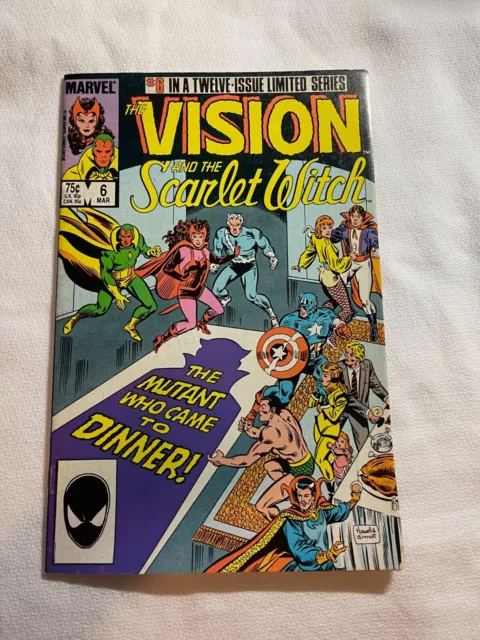 MARVEL
#6 IN A TWELVE-ISSUE LIMITED SERIES
THE VISION
AND THE
Scarlet Witch
TM
75¢
6
MAR
THE
MUTANT
WHO CAME
TO
DINNER!